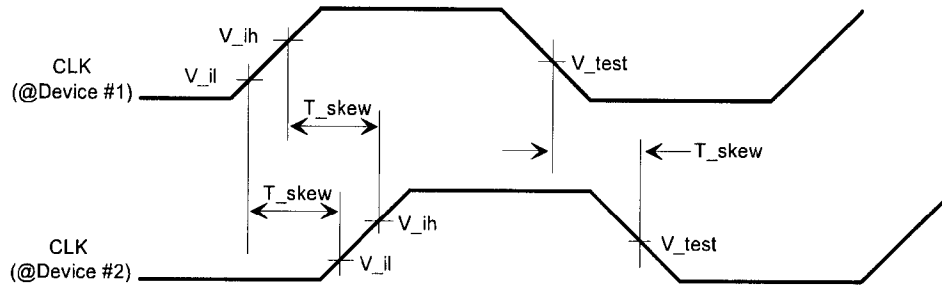 V_ih
CLK
(@Device #1)
V_il
V_test
T_skew
T_skew
T_skew
V_ih
CLK
(@Device #2)
V_il
V_test